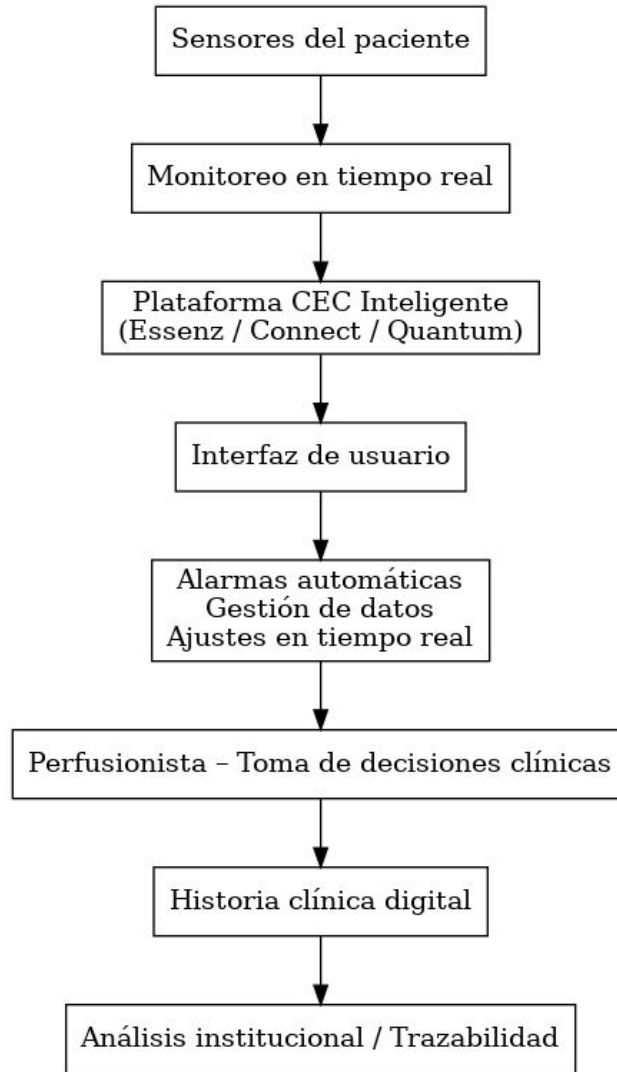 Sensores del paciente
Monitoreo en tiempo real
Plataforma CEC Inteligente
(Essenz / Connect / Quantum)
Interfaz de usuario
Alarmas automáticas
Gestión de datos
Ajustes en tiempo real
Perfusionista – Toma de decisiones clínicas
Historia clínica digital
Análisis institucional / Trazabilidad